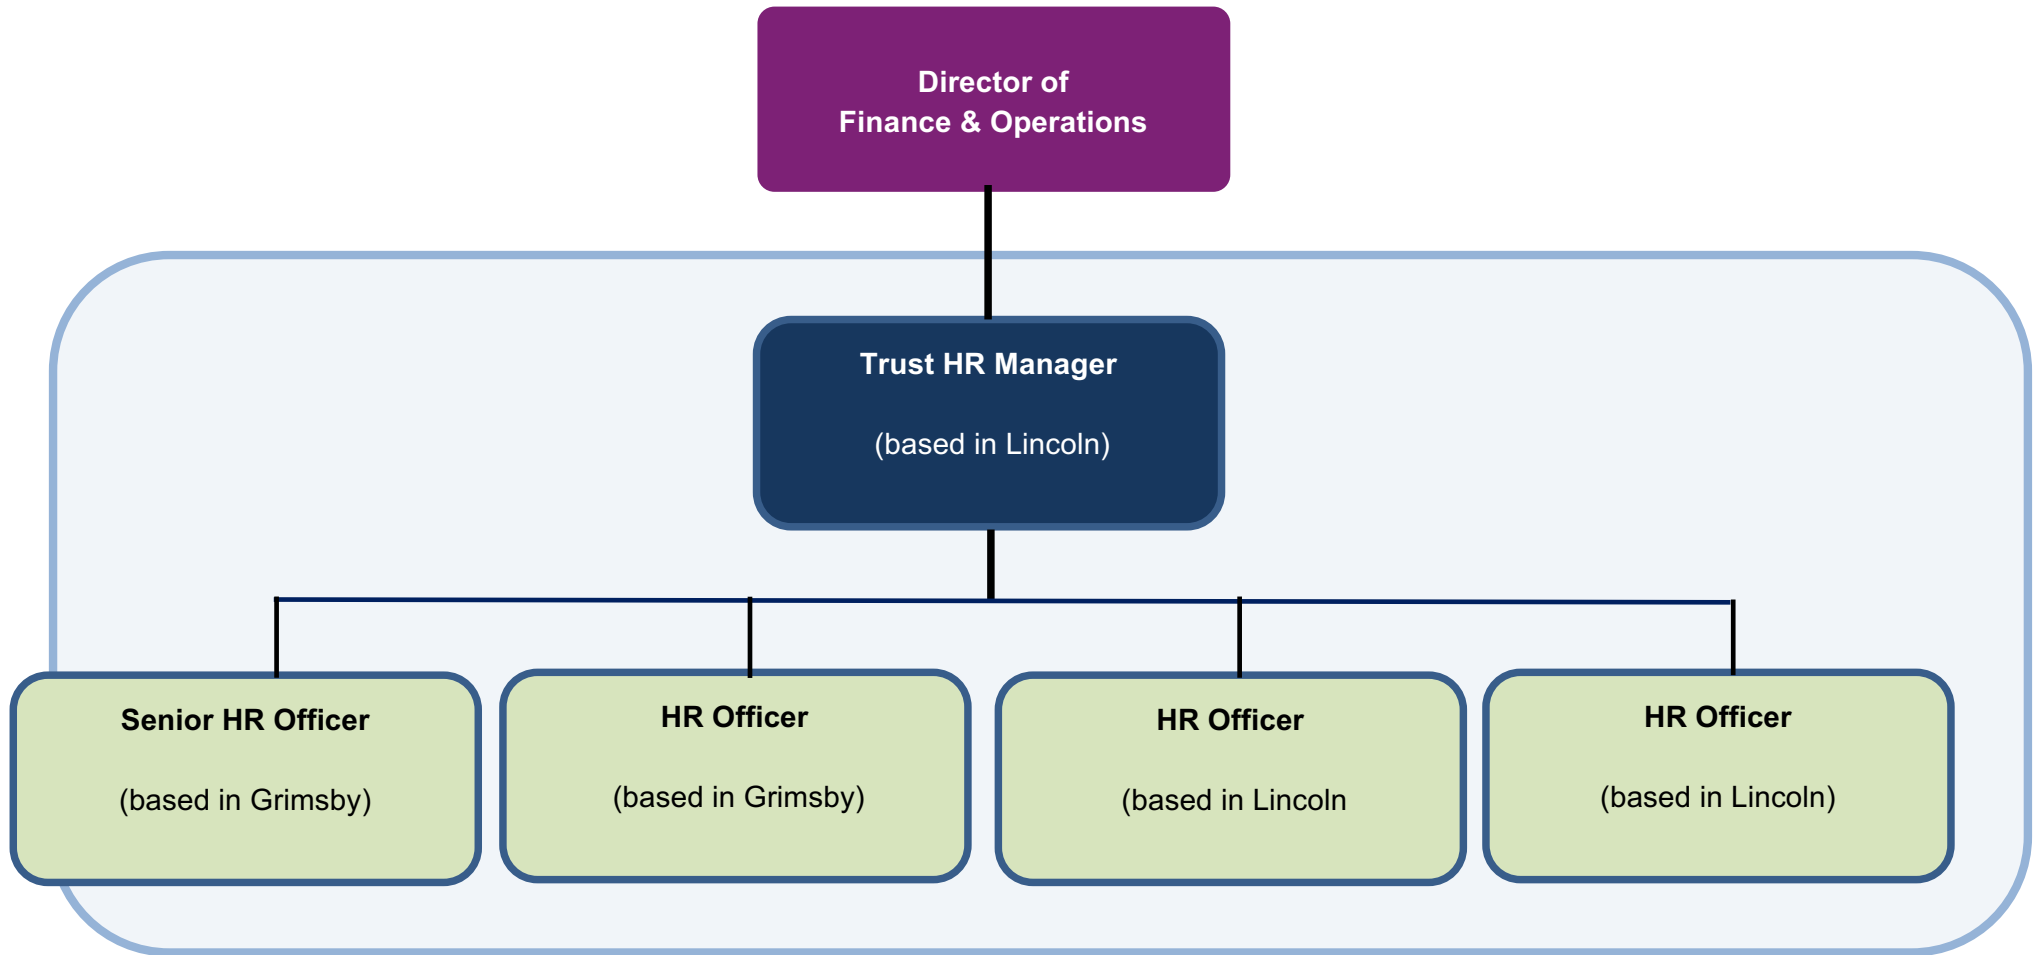 Director of
Finance & Operations
Trust HR Manager
(based in Lincoln)
Senior HR Officer
(based in Grimsby)
HR Officer
(based in Grimsby)
HR Officer
(based in Lincoln
HR Officer
(based in Lincoln)